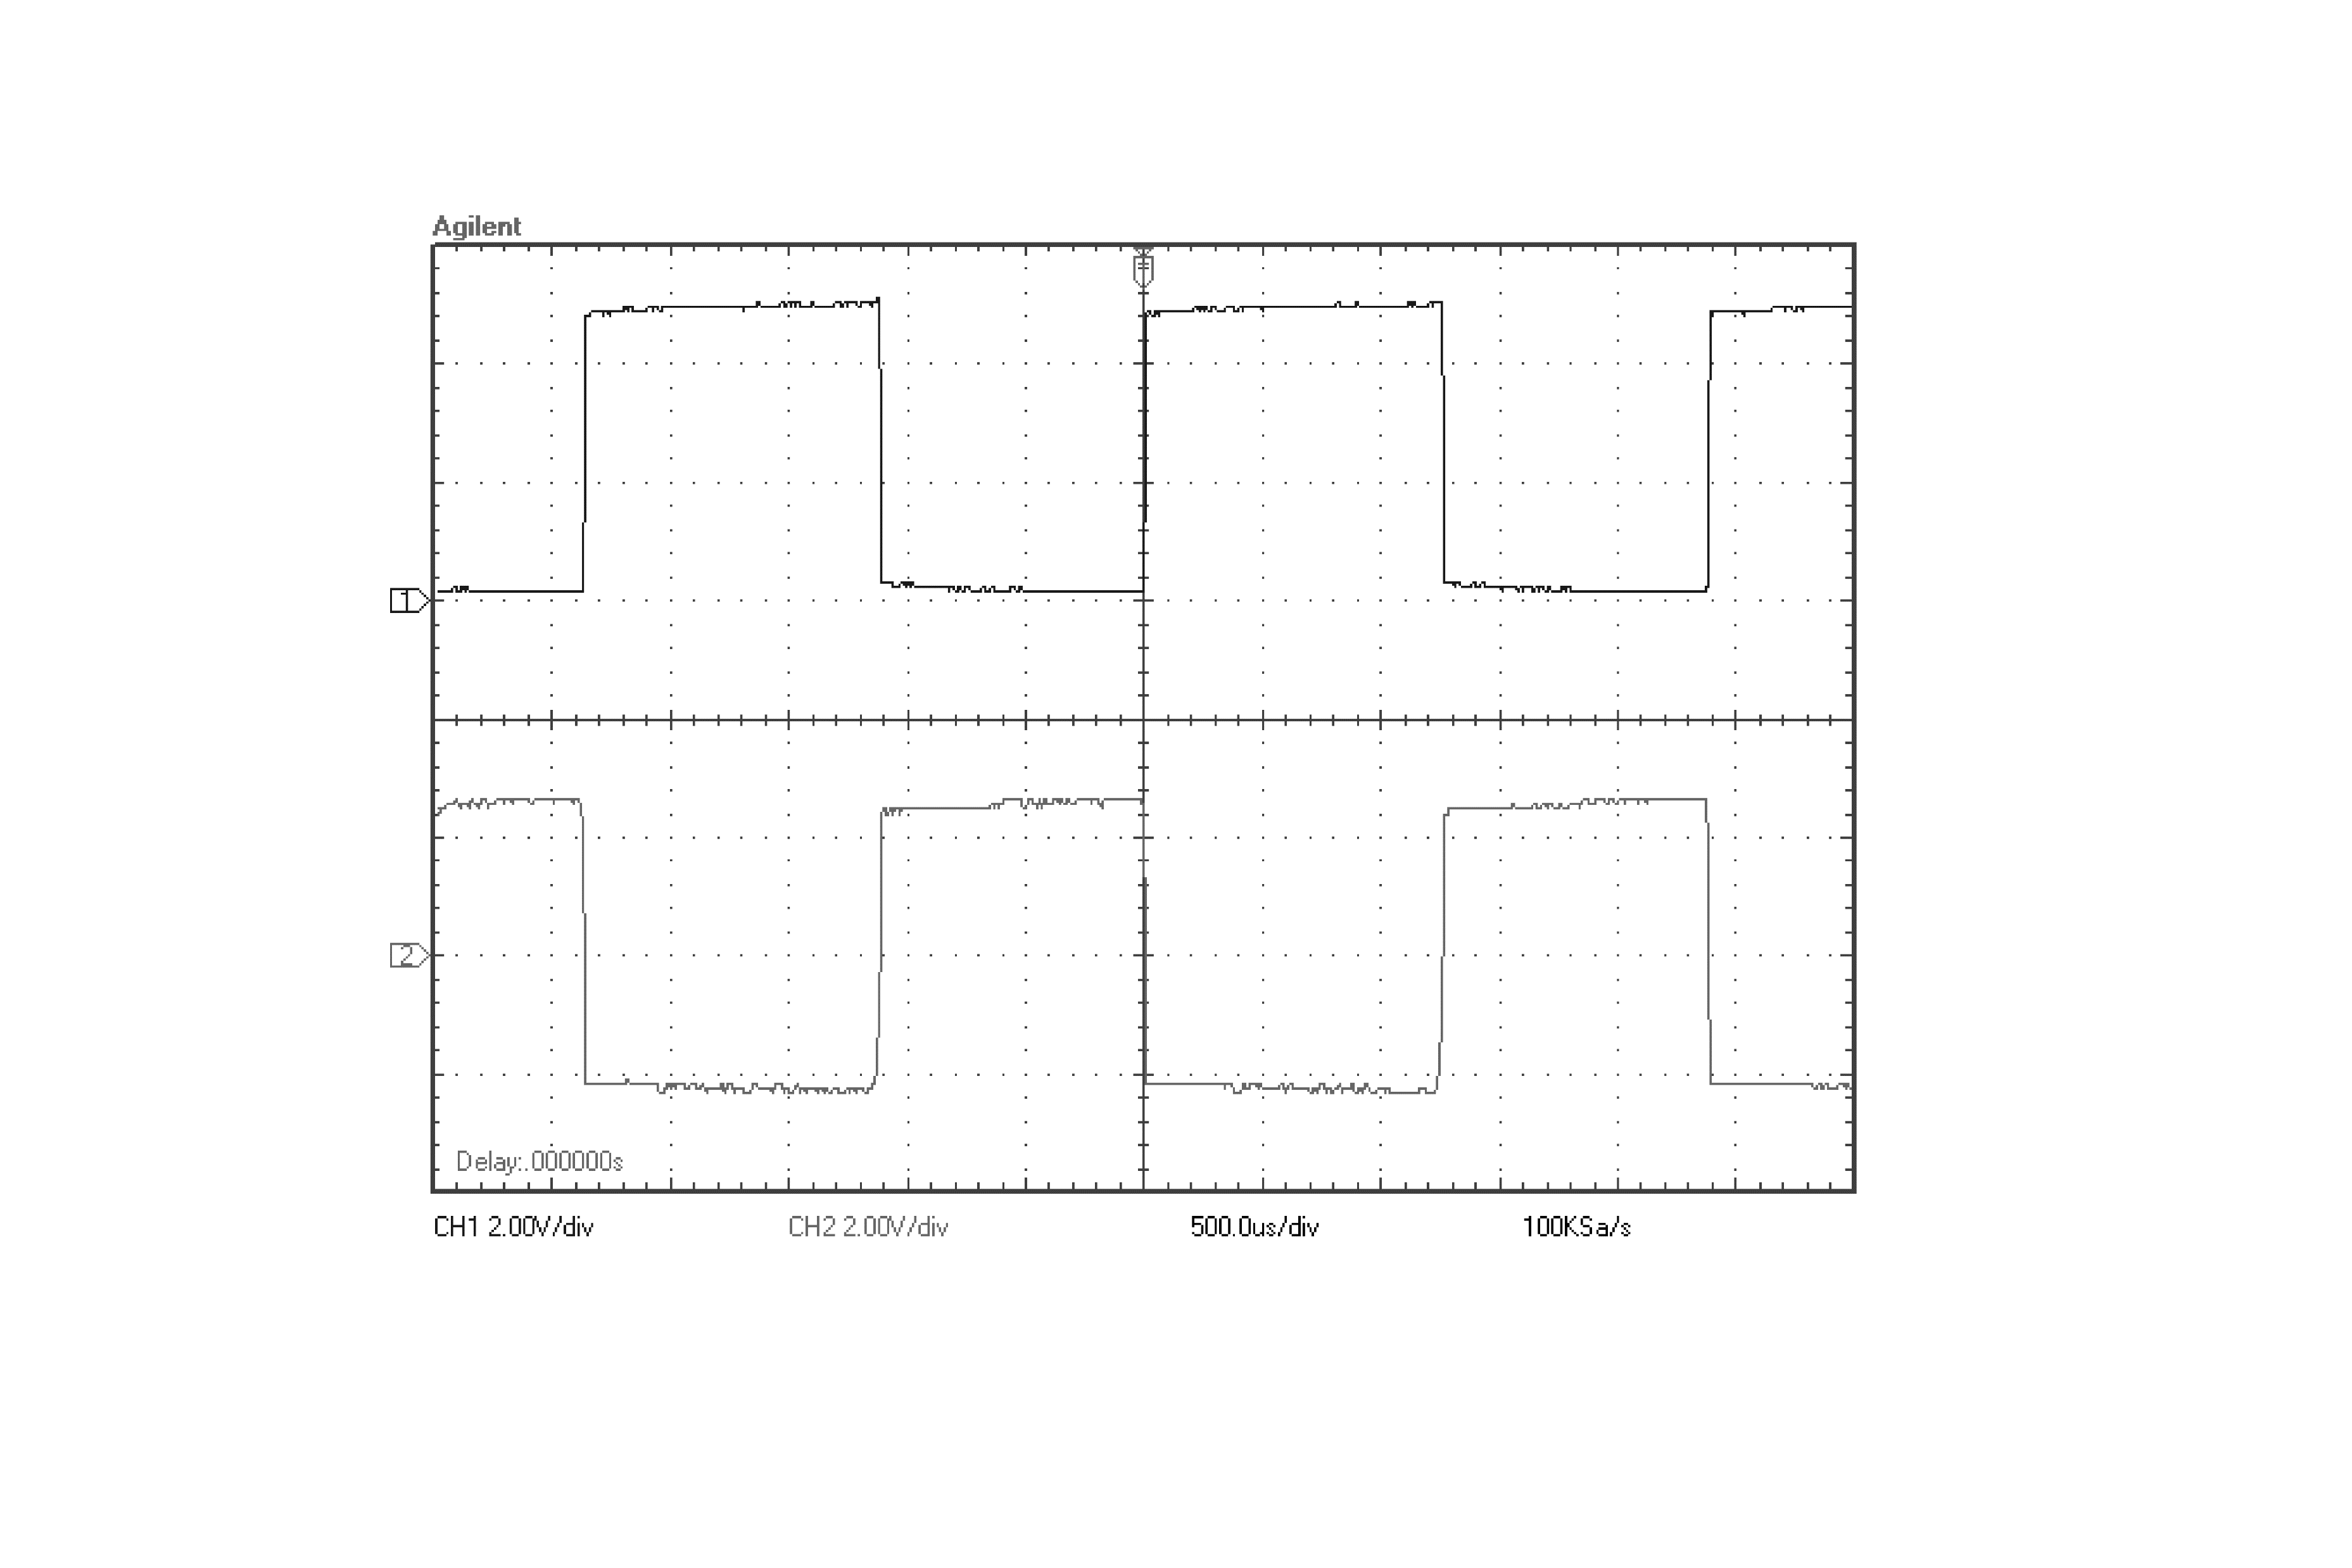 Agilent
1
2
Delay:.000000s
CH1 2.00V/div CH2 2.00V/div 500.0us/div 100KSa/s